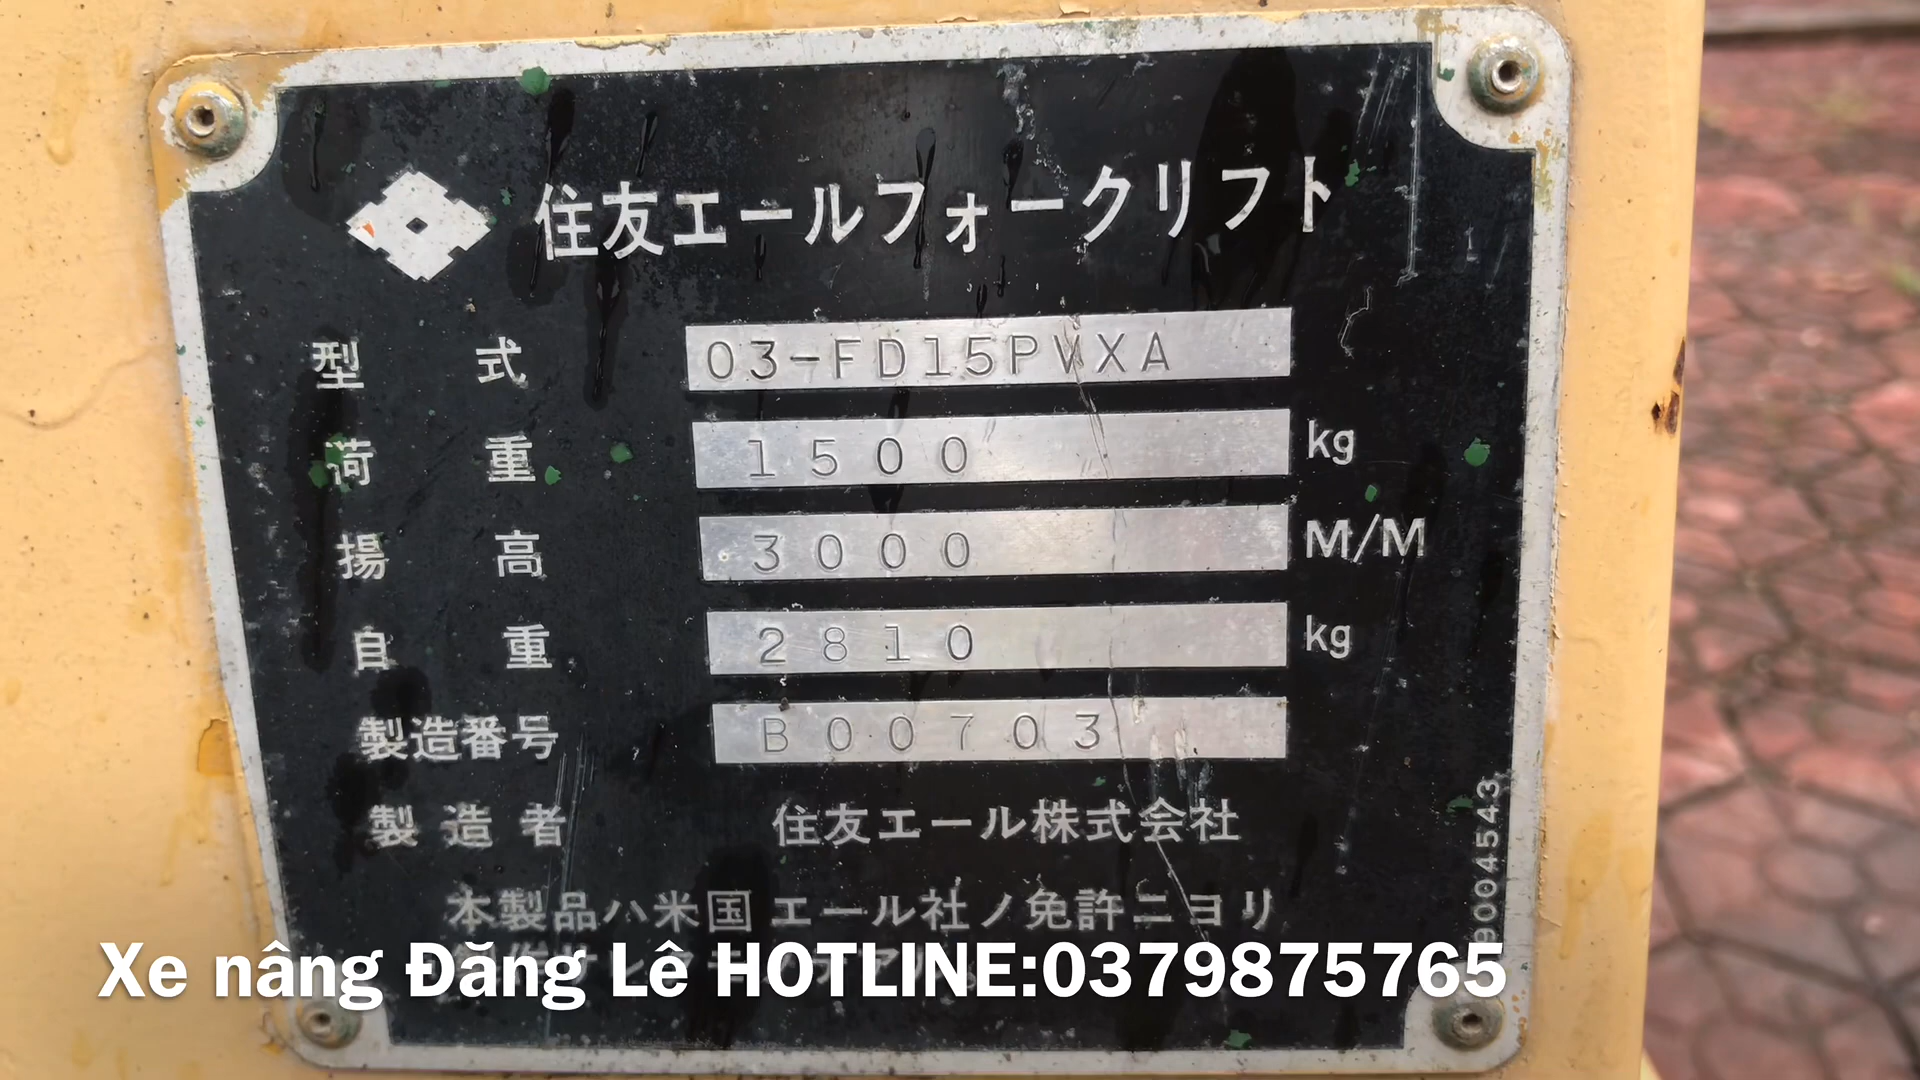 住友エールフォークリフト
型式 03-FD15PVXA
荷重 1500 kg
揚高 3000 M/M
自重 2810 kg
製造番号 B00703
製造者 住友エール株式会社
本製品ハ米国エール社ノ免許ニヨリ
Xe nâng Đăng Lê HOTLINE:0379875765
9004543